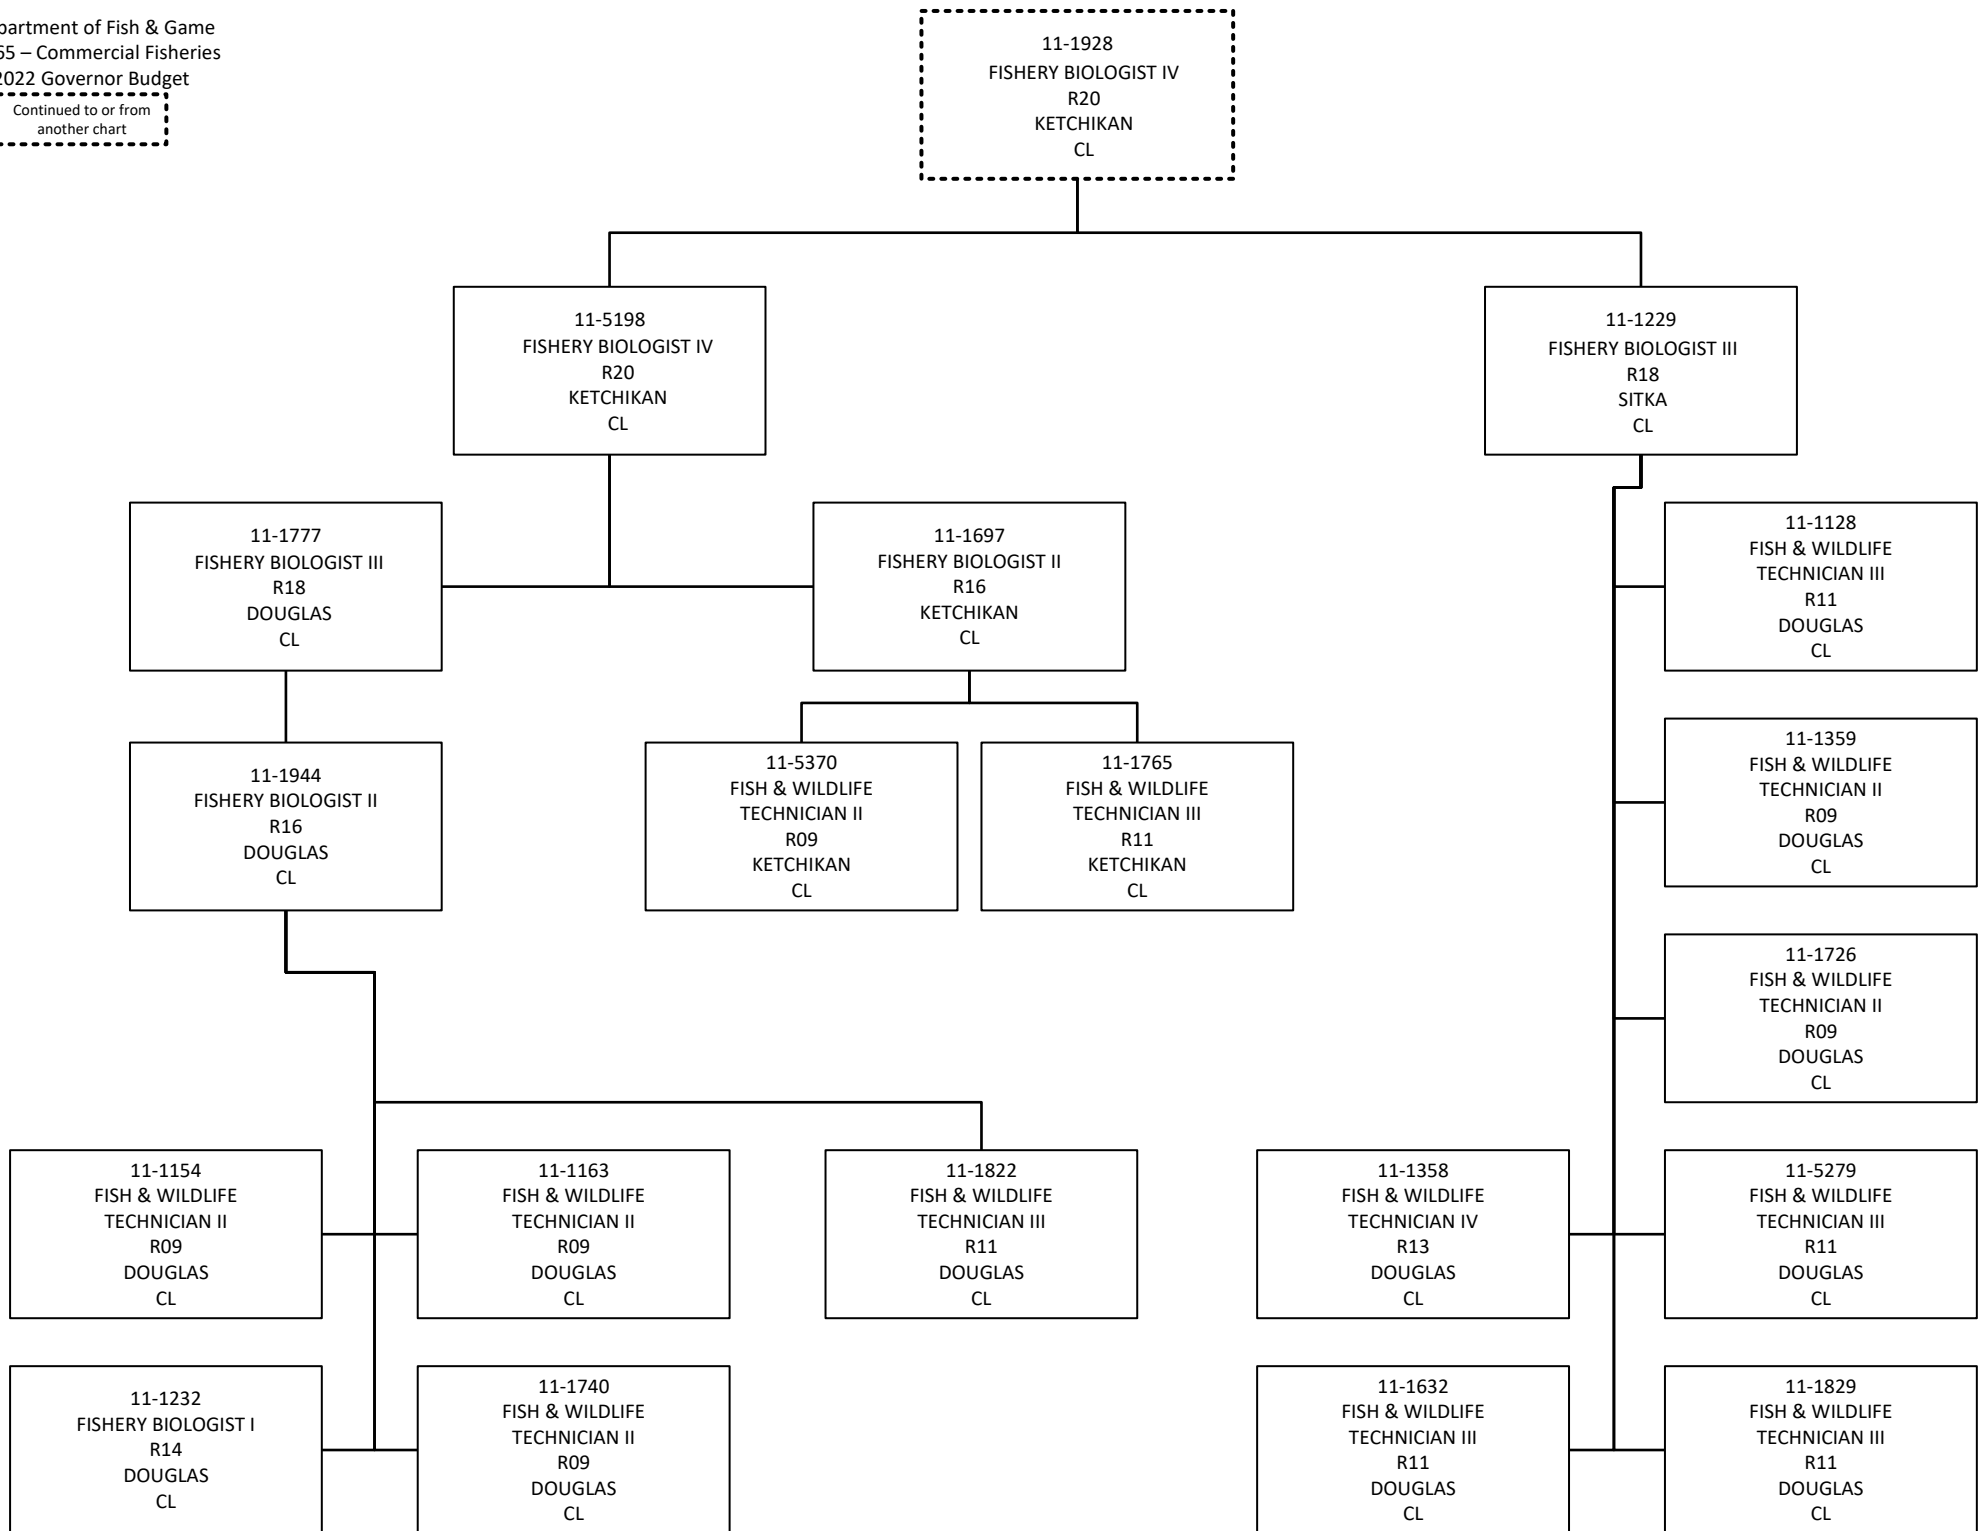 partment of Fish & Game
65 – Commercial Fisheries
2022 Governor Budget
Continued to or from
another chart
11-1928
FISHERY BIOLOGIST IV
R20
KETCHIKAN
CL
11-5198
FISHERY BIOLOGIST IV
R20
KETCHIKAN
CL
11-1229
FISHERY BIOLOGIST III
R18
SITKA
CL
11-1777
FISHERY BIOLOGIST III
R18
DOUGLAS
CL
11-1697
FISHERY BIOLOGIST II
R16
KETCHIKAN
CL
11-1128
FISH & WILDLIFE
TECHNICIAN III
R11
DOUGLAS
CL
11-1944
FISHERY BIOLOGIST II
R16
DOUGLAS
CL
11-5370
FISH & WILDLIFE
TECHNICIAN II
R09
KETCHIKAN
CL
11-1765
FISH & WILDLIFE
TECHNICIAN III
R11
KETCHIKAN
CL
11-1359
FISH & WILDLIFE
TECHNICIAN II
R09
DOUGLAS
CL
11-1726
FISH & WILDLIFE
TECHNICIAN II
R09
DOUGLAS
CL
11-1154
FISH & WILDLIFE
TECHNICIAN II
R09
DOUGLAS
CL
11-1163
FISH & WILDLIFE
TECHNICIAN II
R09
DOUGLAS
CL
11-1822
FISH & WILDLIFE
TECHNICIAN III
R11
DOUGLAS
CL
11-1358
FISH & WILDLIFE
TECHNICIAN IV
R13
DOUGLAS
CL
11-5279
FISH & WILDLIFE
TECHNICIAN III
R11
DOUGLAS
CL
11-1232
FISHERY BIOLOGIST I
R14
DOUGLAS
CL
11-1740
FISH & WILDLIFE
TECHNICIAN II
R09
DOUGLAS
CL
11-1632
FISH & WILDLIFE
TECHNICIAN III
R11
DOUGLAS
CL
11-1829
FISH & WILDLIFE
TECHNICIAN III
R11
DOUGLAS
CL